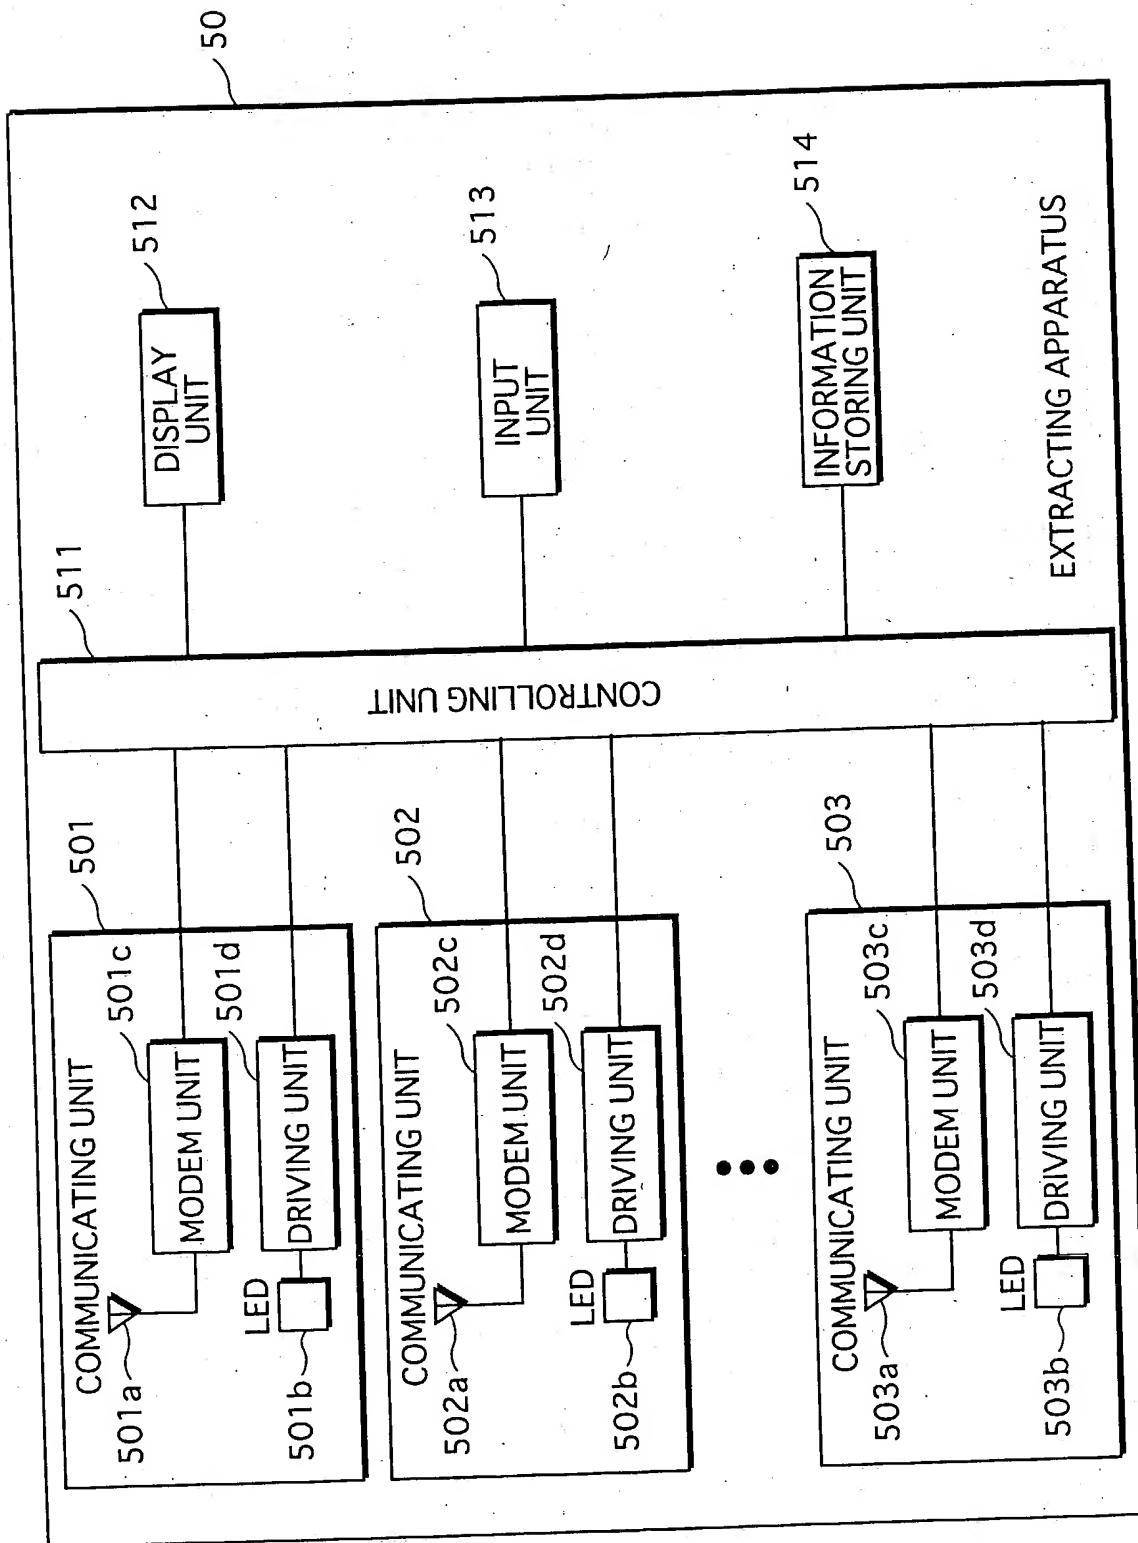 50
EXTRACTING APPARATUS
501
COMMUNICATING UNIT
501a
501c
MODEM UNIT
501b
LED
501d
DRIVING UNIT
502
COMMUNICATING UNIT
502a
502c
MODEM UNIT
502b
LED
502d
DRIVING UNIT
503
COMMUNICATING UNIT
503a
503c
MODEM UNIT
503b
LED
503d
DRIVING UNIT
511
CONTROLLING UNIT
512
DISPLAY
UNIT
513
INPUT
UNIT
514
INFORMATION
STORING UNIT